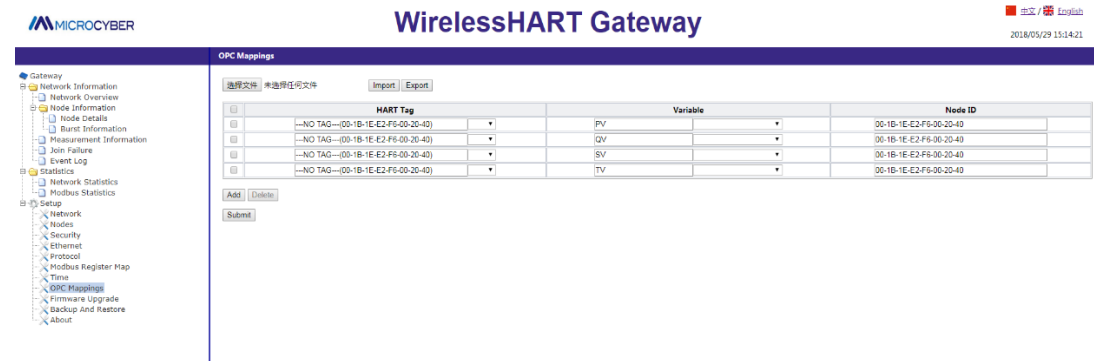 MICROCYBER
WirelessHART Gateway
中文 / English
2018/05/29 15:14:21
OPC Mappings
Gateway
Network Information
Network Overview
Node Information
Node Details
Burst Information
Measurement Information
Join Failure
Event Log
Statistics
Network Statistics
Modbus Statistics
Setup
Network
Nodes
Security
Ethernet
Protocol
Modbus Register Map
Time
OPC Mappings
Firmware Upgrade
Backup And Restore
About
选择文件 未选择任何文件 Import Export
HART Tag Variable Node ID
---NO TAG---(00-1B-1E-E2-F6-00-20-40) PV 00-1B-1E-E2-F6-00-20-40
---NO TAG---(00-1B-1E-E2-F6-00-20-40) QV 00-1B-1E-E2-F6-00-20-40
---NO TAG---(00-1B-1E-E2-F6-00-20-40) SV 00-1B-1E-E2-F6-00-20-40
---NO TAG---(00-1B-1E-E2-F6-00-20-40) TV 00-1B-1E-E2-F6-00-20-40
Add Delete
Submit